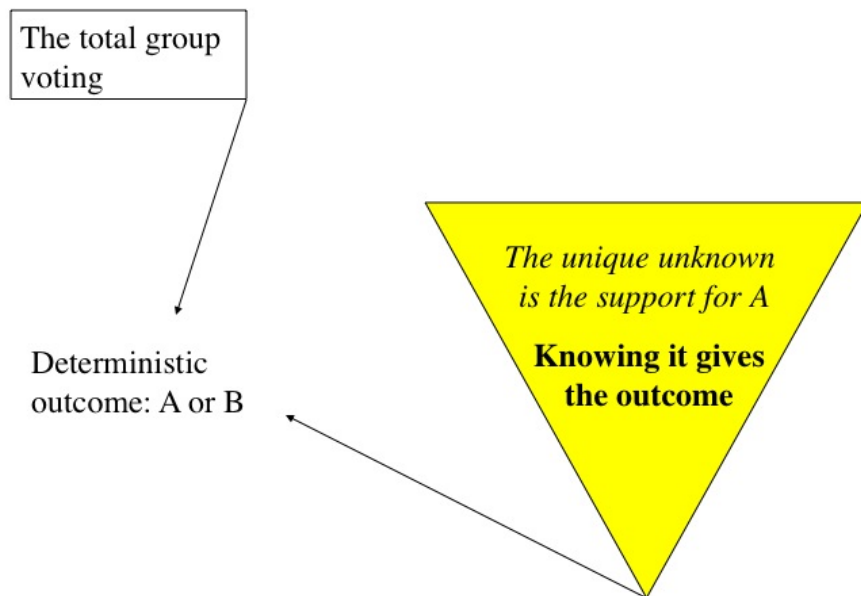 The total group
voting
The unique unknown
is the support for A
Knowing it gives
the outcome
Deterministic
outcome: A or B